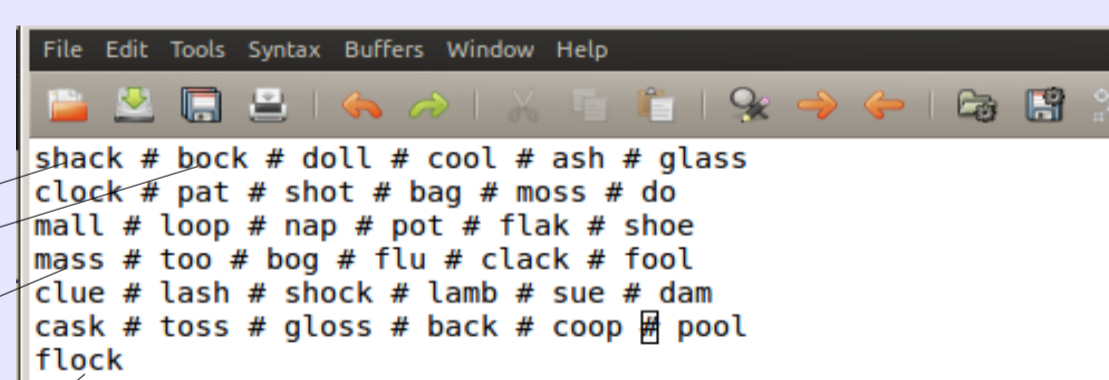 File Edit Tools Syntax Buffers Window Help
shack # bock # doll # cool # ash # glass
clock # pat # shot # bag # moss # do
mall # loop # nap # pot # flak # shoe
mass # too # bog # flu # clack # fool
clue # lash # shock # lamb # sue # dam
cask # toss # gloss # back # coop # pool
flock